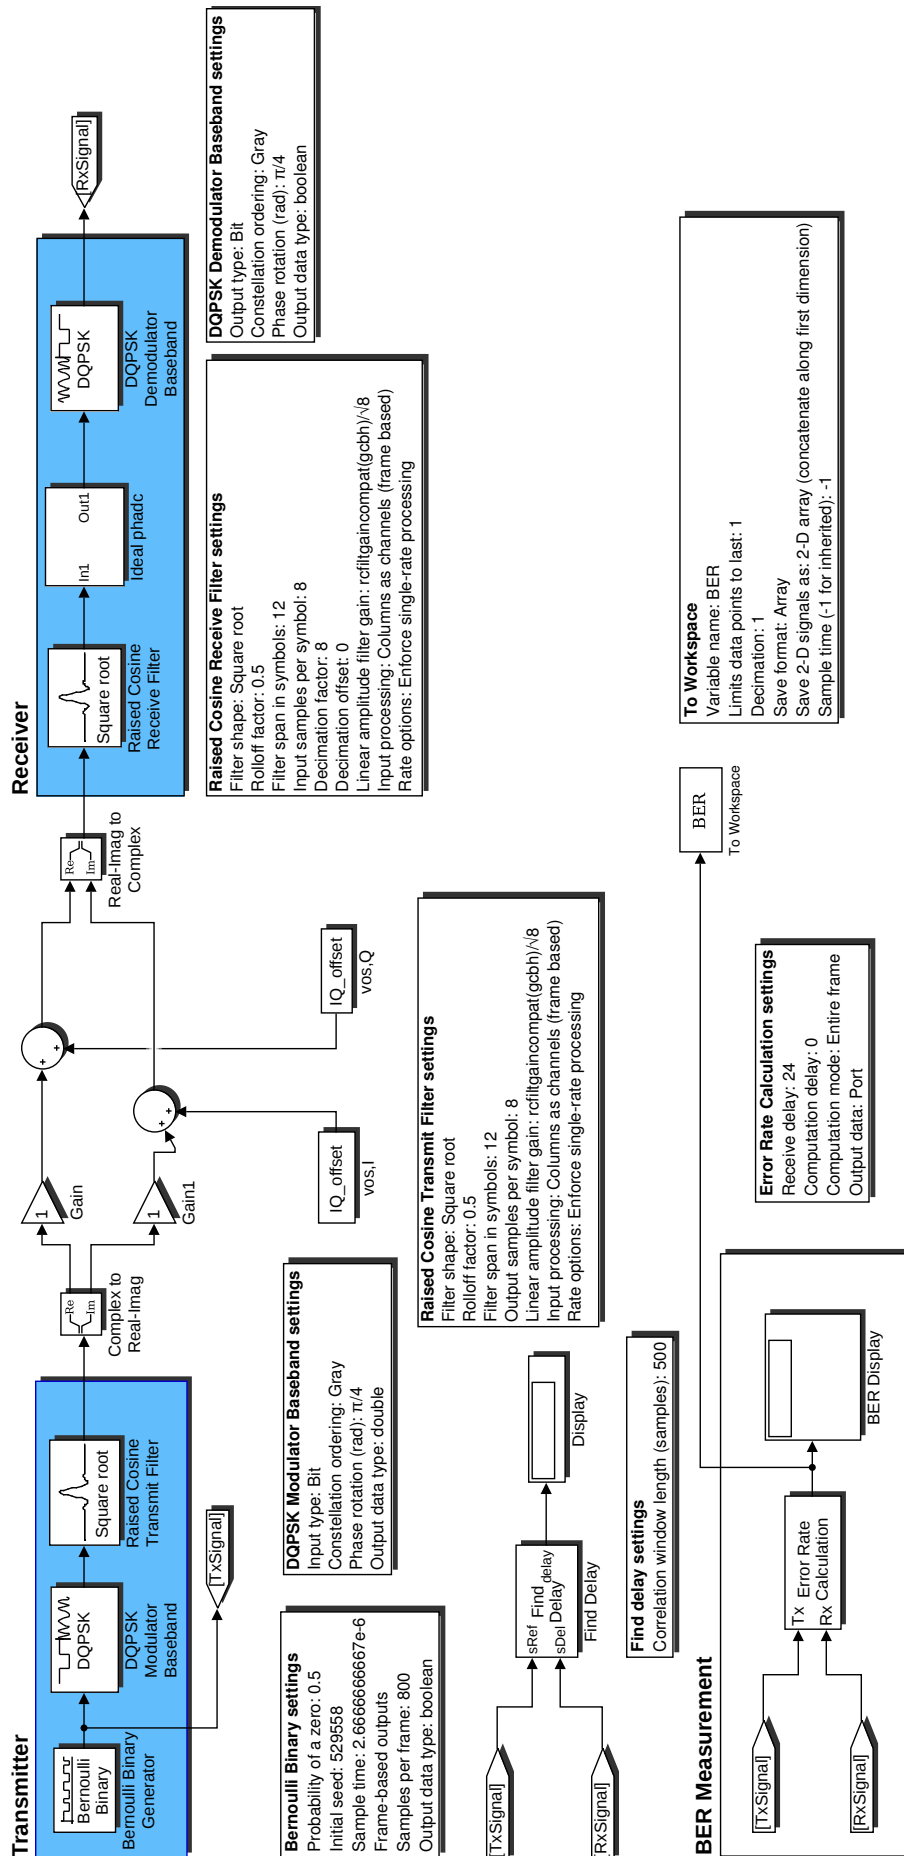 Transmitter
Bernoulli
Binary
Bernoulli Binary
Generator
DQPSK
DQPSK
Modulator
Baseband
Square root
Raised Cosine
Transmit Filter
[TxSignal]
Re
Im
Complex to
Real-Imag
1
Gain
1
Gain1
+
+
+
+
IQ_offset
vos,I
IQ_offset
vos,Q
Re
Im
Real-Imag to
Complex
Receiver
Square root
Raised Cosine
Receive Filter
In1
Out1
Ideal phadc
DQPSK
DQPSK
Demodulator
Baseband
[RxSignal]
Bernoulli Binary settings
Probability of a zero: 0.5
Initial seed: 529558
Sample time: 2.6666666667e-6
Frame-based outputs
Samples per frame: 800
Output data type: boolean
DQPSK Modulator Baseband settings
Input type: Bit
Constellation ordering: Gray
Phase rotation (rad): π/4
Output data type: double
Raised Cosine Transmit Filter settings
Filter shape: Square root
Rolloff factor: 0.5
Filter span in symbols: 12
Output samples per symbol: 8
Linear amplitude filter gain: rcfiltgaincompat(gcbh)/√8
Input processing: Columns as channels (frame based)
Rate options: Enforce single-rate processing
Raised Cosine Receive Filter settings
Filter shape: Square root
Rolloff factor: 0.5
Filter span in symbols: 12
Input samples per symbol: 8
Decimation factor: 8
Decimation offset: 0
Linear amplitude filter gain: rcfiltgaincompat(gcbh)/√8
Input processing: Columns as channels (frame based)
Rate options: Enforce single-rate processing
DQPSK Demodulator Baseband settings
Output type: Bit
Constellation ordering: Gray
Phase rotation (rad): π/4
Output data type: boolean
[TxSignal]
[RxSignal]
sRef Find
delay
sDel Delay
Find Delay
Display
Find delay settings
Correlation window length (samples): 500
BER Measurement
[TxSignal]
[RxSignal]
Tx Error Rate
Rx Calculation
BER Display
Error Rate Calculation settings
Receive delay: 24
Computation delay: 0
Computation mode: Entire frame
Output data: Port
BER
To Workspace
To Workspace
Variable name: BER
Limits data points to last: 1
Decimation: 1
Save format: Array
Save 2-D signals as: 2-D array (concatenate along first dimension)
Sample time (-1 for inherited): -1